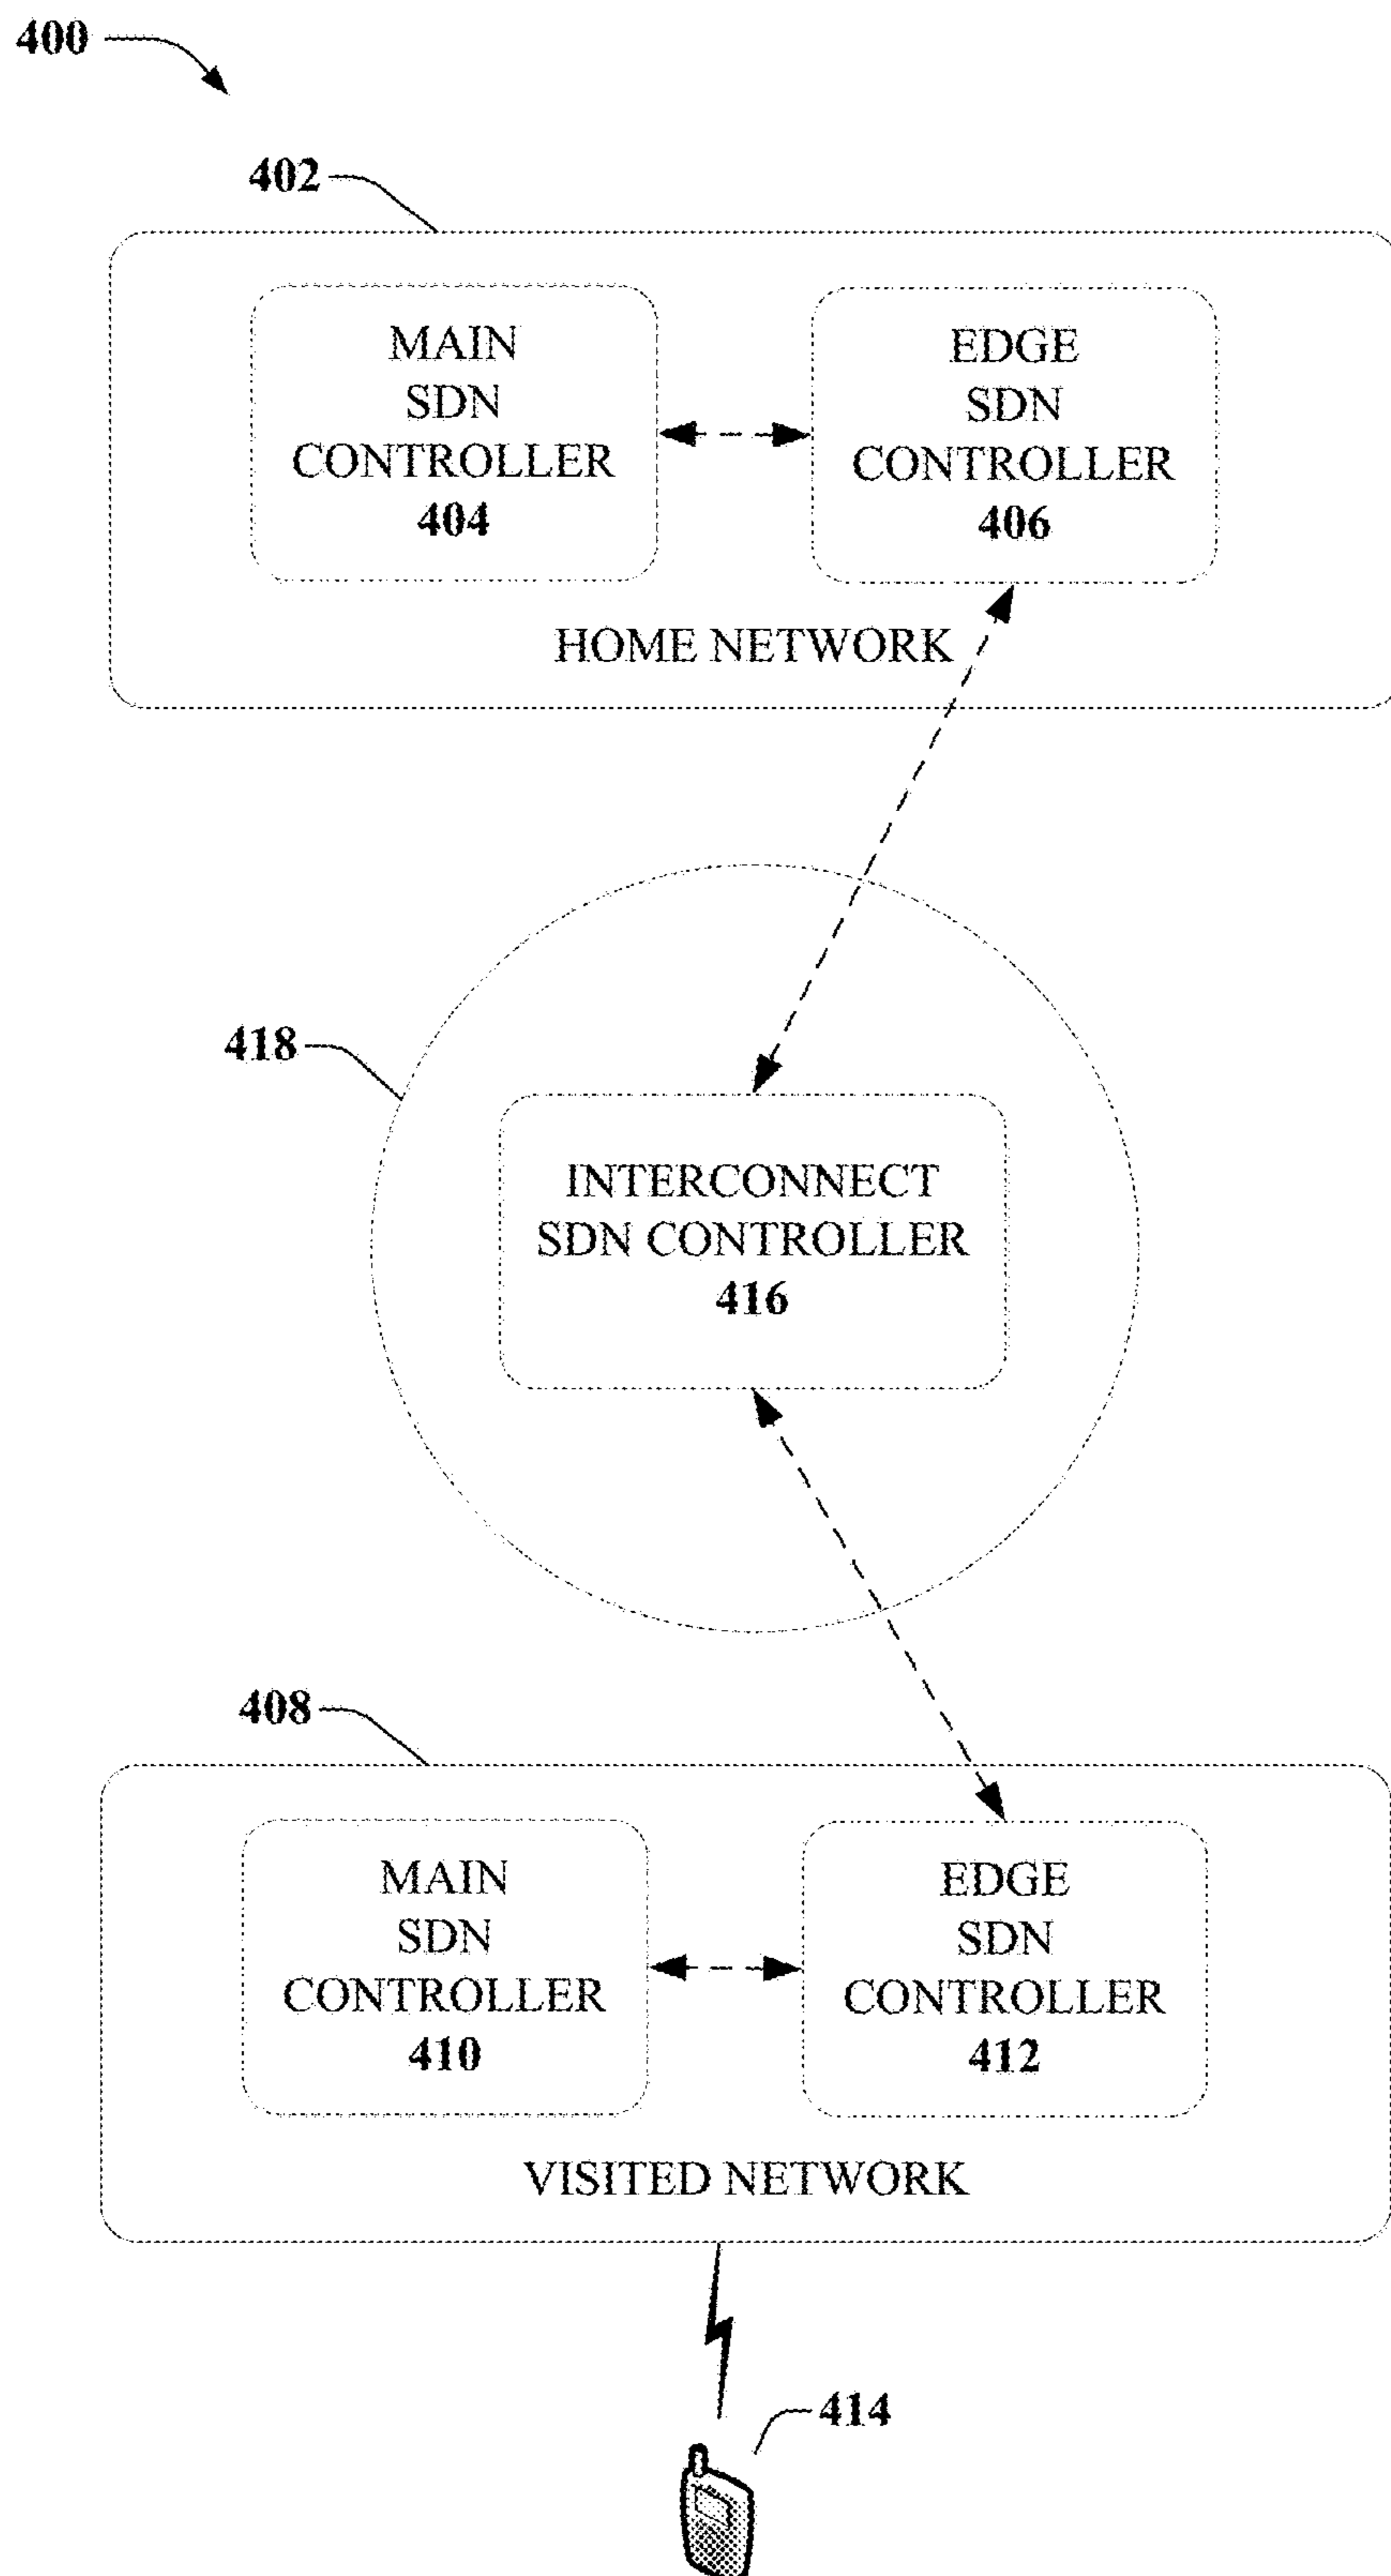 400
402
MAIN
SDN
CONTROLLER
404
EDGE
SDN
CONTROLLER
406
HOME NETWORK
418
INTERCONNECT
SDN CONTROLLER
416
408
MAIN
SDN
CONTROLLER
410
EDGE
SDN
CONTROLLER
412
VISITED NETWORK
414